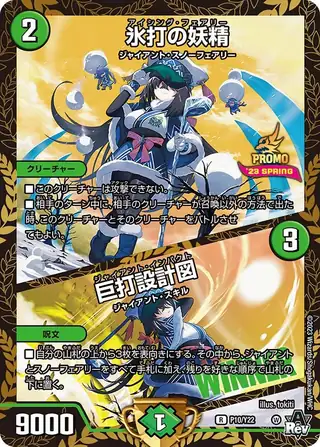 2
アイシング・フェアリー
氷打の妖精
ジャイアント・スノーフェアリー
PROMO
'23 SPRING
クリーチャー
■このクリーチャーは攻撃できない。
■相手のターン中に、相手のクリーチャーが召喚以外の方法で出た
時、このクリーチャーとそのクリーチャーをバトルさせ
てもよい。
3
ジャイアント・インパクト
巨打設計図
ジャイアント・スキル
WINNER
呪文
■自分の山札の上から3枚を表向きにする。その中から、ジャイアント
とスノーフェアリーをすべて手札に加え、残りを好きな順序で山札の
下に置く。
illus. tokiti
9000
1
R P10/Y22
Rev